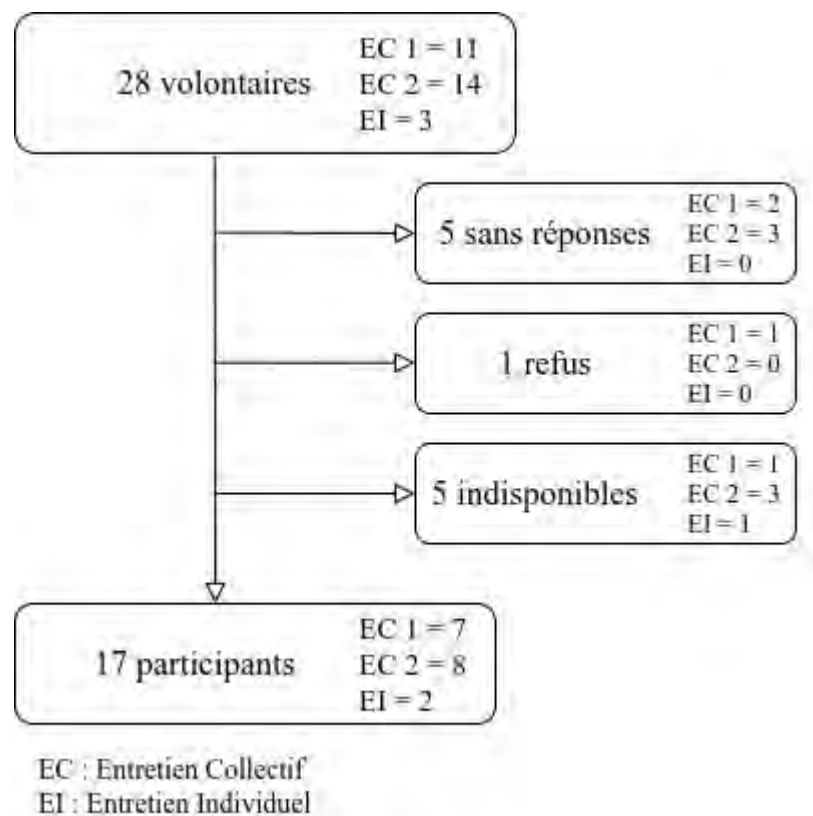 28 volontaires
EC 1 = 11
EC 2 = 14
EI = 3
5 sans réponses
EC 1 = 2
EC 2 = 3
EI = 0
1 refus
EC 1 = 1
EC 2 = 0
EI = 0
5 indisponibles
EC 1 = 1
EC 2 = 3
EI = 1
17 participants
EC 1 = 7
EC 2 = 8
EI = 2
EC : Entretien Collectif
EI : Entretien Individuel